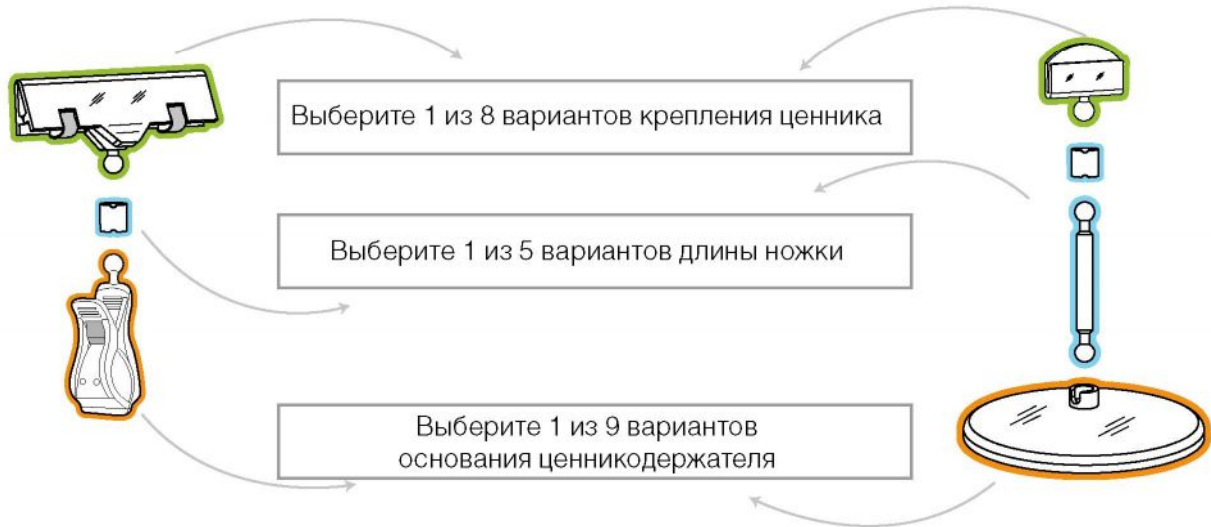 Выберите 1 из 8 вариантов крепления ценника
Выберите 1 из 5 вариантов длины ножки
Выберите 1 из 9 вариантов
основания ценникодержателя